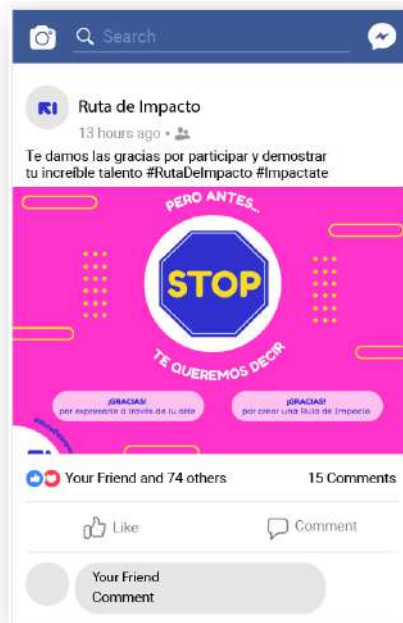 Search
RI
Ruta de Impacto
13 hours ago •
Te damos las gracias por participar y demostrar
tu increíble talento #RutaDeImpacto #Impactate
PERO ANTES...
STOP
TE QUEREMOS DECIR
¡GRACIAS!
por expresarte a través de tu arte
¡GRACIAS!
por crear una Ruta de Impacto
Your Friend and 74 others
15 Comments
Like
Comment
Your Friend
Comment